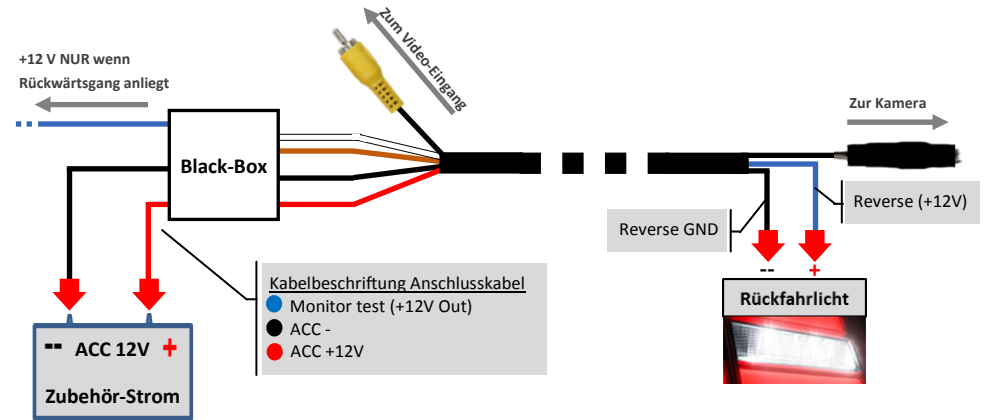 Zum Video-Eingang
+12 V NUR wenn
Rückwärtsgang anliegt
Zur Kamera
Black-Box
Reverse (+12V)
Reverse GND
Kabelbeschriftung Anschlusskabel
Monitor test (+12V Out)
ACC -
ACC +12V
-- +
Rückfahrlicht
-- ACC 12V +
Zubehör-Strom